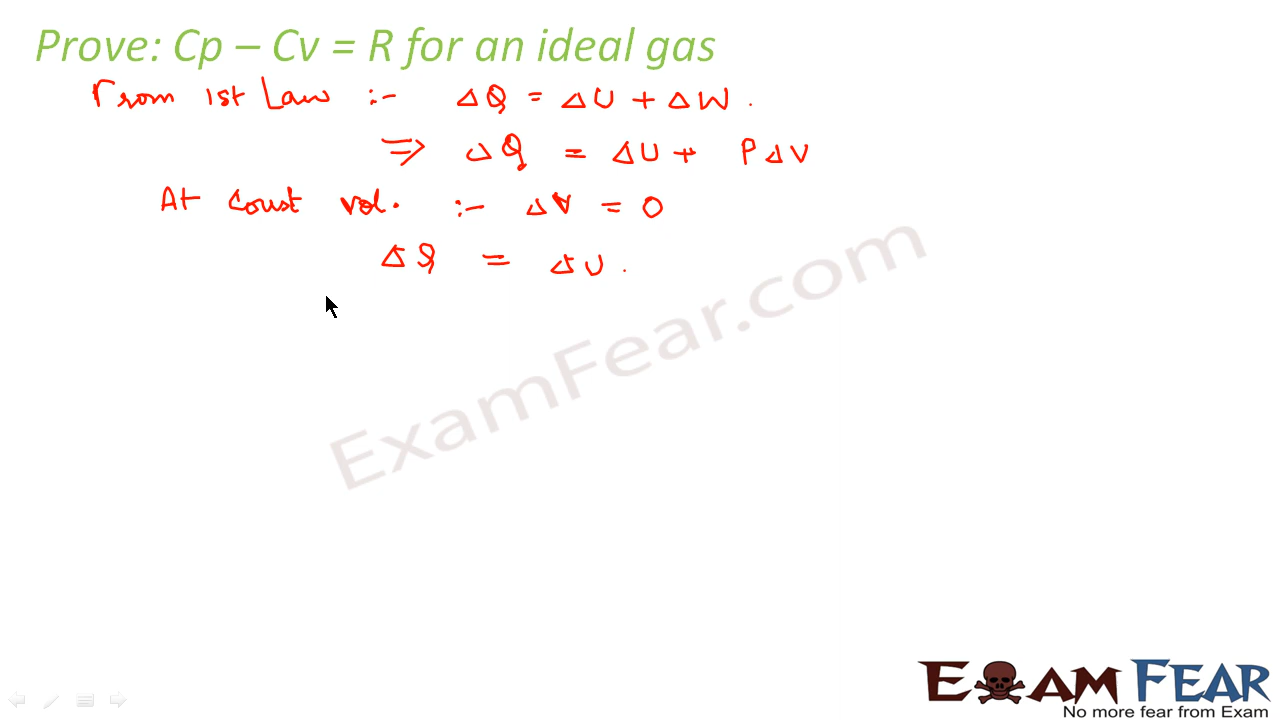 Prove: Cp – Cv = R for an ideal gas
From 1st Law :- ΔQ = ΔU + ΔW .
⇒ ΔQ = ΔU + PΔV
At const vol. :- ΔV = 0
ΔQ = ΔU .
ExamFear.com
EXAM FEAR
No more fear from Exam